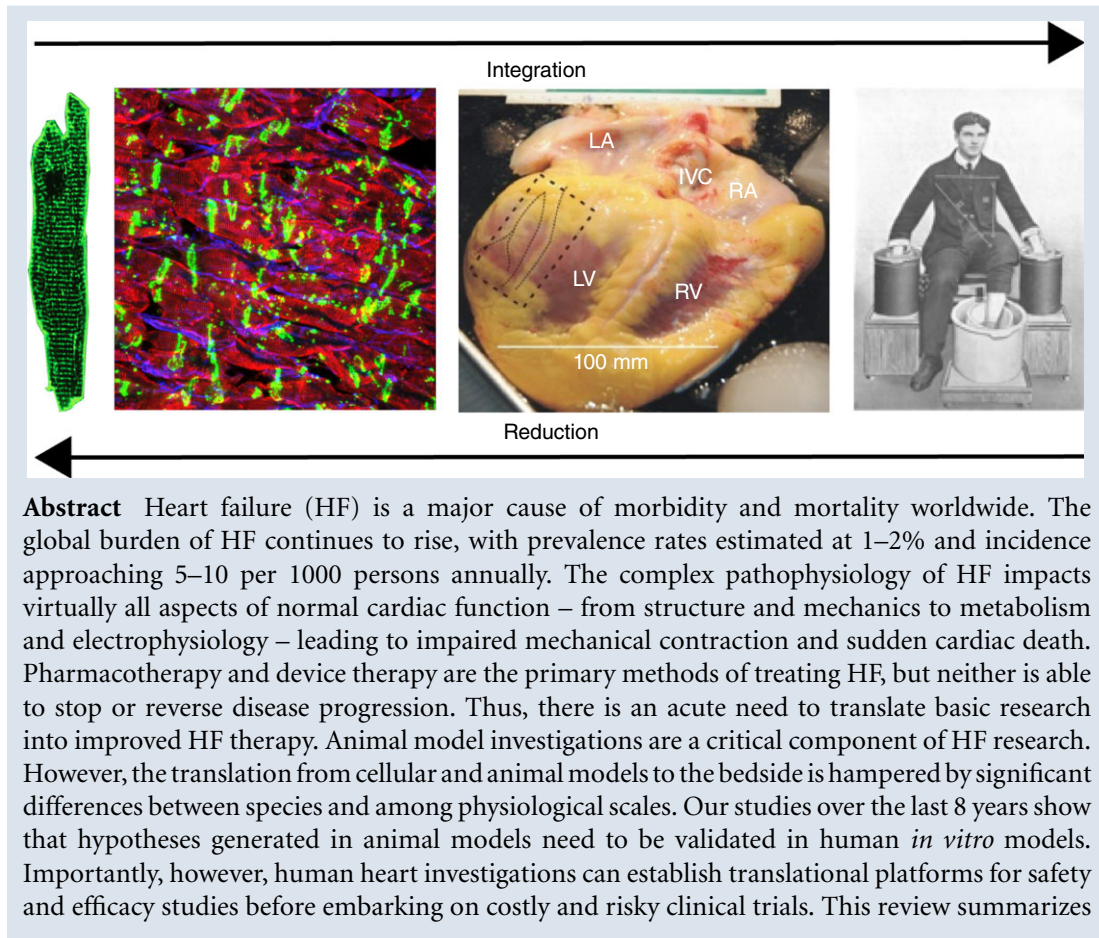 Integration
LA
IVC
RA
LV
RV
100 mm
Reduction
Abstract Heart failure (HF) is a major cause of morbidity and mortality worldwide. The
global burden of HF continues to rise, with prevalence rates estimated at 1–2% and incidence
approaching 5–10 per 1000 persons annually. The complex pathophysiology of HF impacts
virtually all aspects of normal cardiac function – from structure and mechanics to metabolism
and electrophysiology – leading to impaired mechanical contraction and sudden cardiac death.
Pharmacotherapy and device therapy are the primary methods of treating HF, but neither is able
to stop or reverse disease progression. Thus, there is an acute need to translate basic research
into improved HF therapy. Animal model investigations are a critical component of HF research.
However, the translation from cellular and animal models to the bedside is hampered by significant
differences between species and among physiological scales. Our studies over the last 8 years show
that hypotheses generated in animal models need to be validated in human in vitro models.
Importantly, however, human heart investigations can establish translational platforms for safety
and efficacy studies before embarking on costly and risky clinical trials. This review summarizes